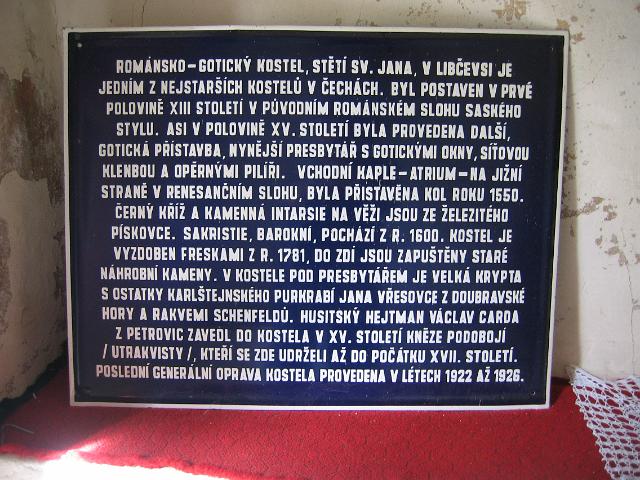 ROMÁNSKO-GOTICKÝ KOSTEL, STĚTÍ SV. JANA, V LIBČEVSI JE
JEDNÍM Z NEJSTARŠÍCH KOSTELŮ V ČECHÁCH. BYL POSTAVEN V PRVÉ
POLOVINĚ XIII STOLETÍ V PŮVODNÍM ROMÁNSKÉM SLOHU SASKÉHO
STYLU. ASI V POLOVINĚ XV. STOLETÍ BYLA PROVEDENA DALŠÍ,
GOTICKÁ PŘÍSTAVBA, NYNĚJŠÍ PRESBYTÁŘ S GOTICKÝMI OKNY, SÍŤOVOU
KLENBOU A OPĚRNÝMI PILÍŘI. VCHODNÍ KAPLE-ATRIUM-NA JIŽNÍ
STRANĚ V RENESANČNÍM SLOHU, BYLA PŘISTAVĚNA KOL ROKU 1550.
ČERNÝ KŘÍŽ A KAMENNÁ INTARSIE NA VĚŽI JSOU ZE ŽELEZITÉHO
PÍSKOVCE. SAKRISTIE, BAROKNÍ, POCHÁZÍ Z R. 1600. KOSTEL JE
VYZDOBEN FRESKAMI Z R. 1781, DO ZDÍ JSOU ZAPUŠTĚNY STARÉ
NÁHROBNÍ KAMENY. V KOSTELE POD PRESBYTÁŘEM JE VELKÁ KRYPTA
S OSTATKY KARLŠTEJNSKÉHO PURKRABÍ JANA VŘESOVCE Z DOUBRAVSKÉ
HORY A RAKVEMI SCHENFELDŮ. HUSITSKÝ HEJTMAN VÁCLAV CARDA
Z PETROVIC ZAVEDL DO KOSTELA V XV. STOLETÍ KNĚZE PODOBOJÍ
/ UTRAKVISTY /, KTEŘÍ SE ZDE UDRŽELI AŽ DO POČÁTKU XVII. STOLETÍ.
POSLEDNÍ GENERÁLNÍ OPRAVA KOSTELA PROVEDENA V LÉTECH 1922 AŽ 1926.